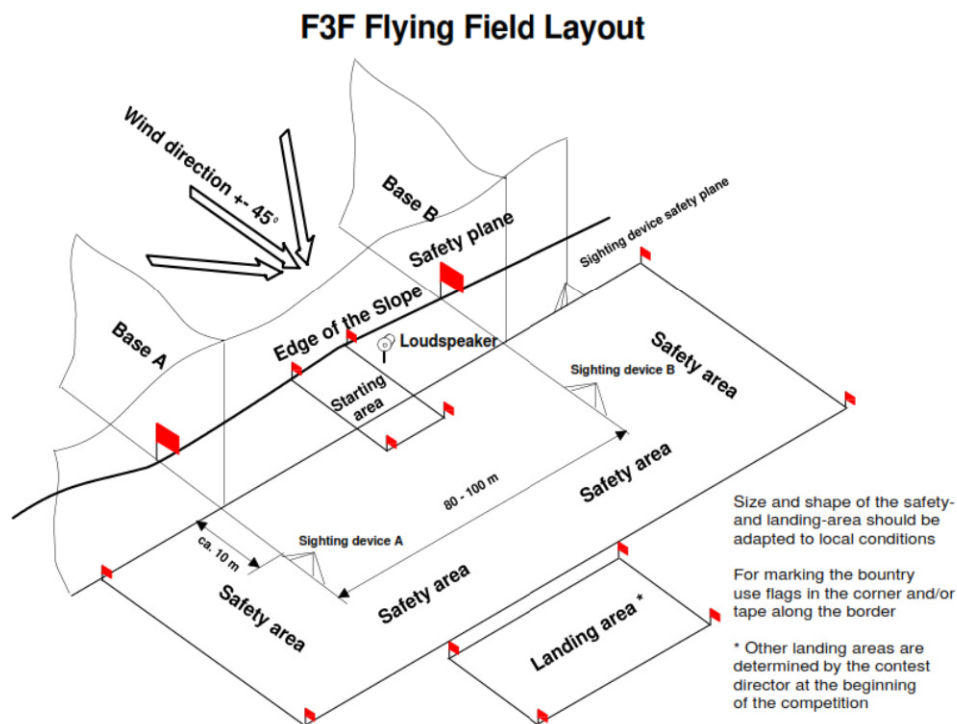 F3F Flying Field Layout
Wind direction +- 45°
Base B
Safety plane
Sighting device safety plane
Base A
Edge of the Slope
Loudspeaker
Starting
area
Sighting device B
Safety area
80 - 100 m
Safety area
Sighting device A
ca. 10 m
Safety area
Safety area
Landing area *
Size and shape of the safety-
and landing-area should be
adapted to local conditions
For marking the bountry
use flags in the corner and/or
tape along the border
* Other landing areas are
determined by the contest
director at the beginning
of the competition